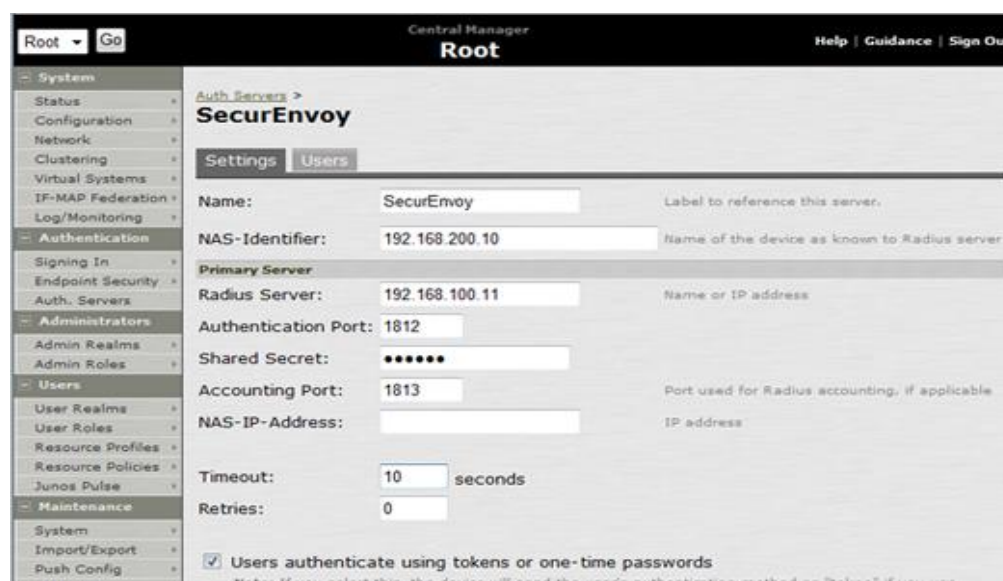 Central Manager
Root Go
Root
Help | Guidance | Sign Ou
System
Status
Configuration
Network
Clustering
Virtual Systems
IF-MAP Federation
Log/Monitoring
Authentication
Signing In
Endpoint Security
Auth. Servers
Administrators
Admin Realms
Admin Roles
Users
User Realms
User Roles
Resource Profiles
Resource Policies
Junos Pulse
Maintenance
System
Import/Export
Push Config
Auth Servers >
SecurEnvoy
Settings Users
Name: SecurEnvoy Label to reference this server.
NAS-Identifier: 192.168.200.10 Name of the device as known to Radius server
Primary Server
Radius Server: 192.168.100.11 Name or IP address
Authentication Port: 1812
Shared Secret: ●●●●●●
Accounting Port: 1813 Port used for Radius accounting, if applicable
NAS-IP-Address: IP address
Timeout: 10 seconds
Retries: 0
Users authenticate using tokens or one-time passwords